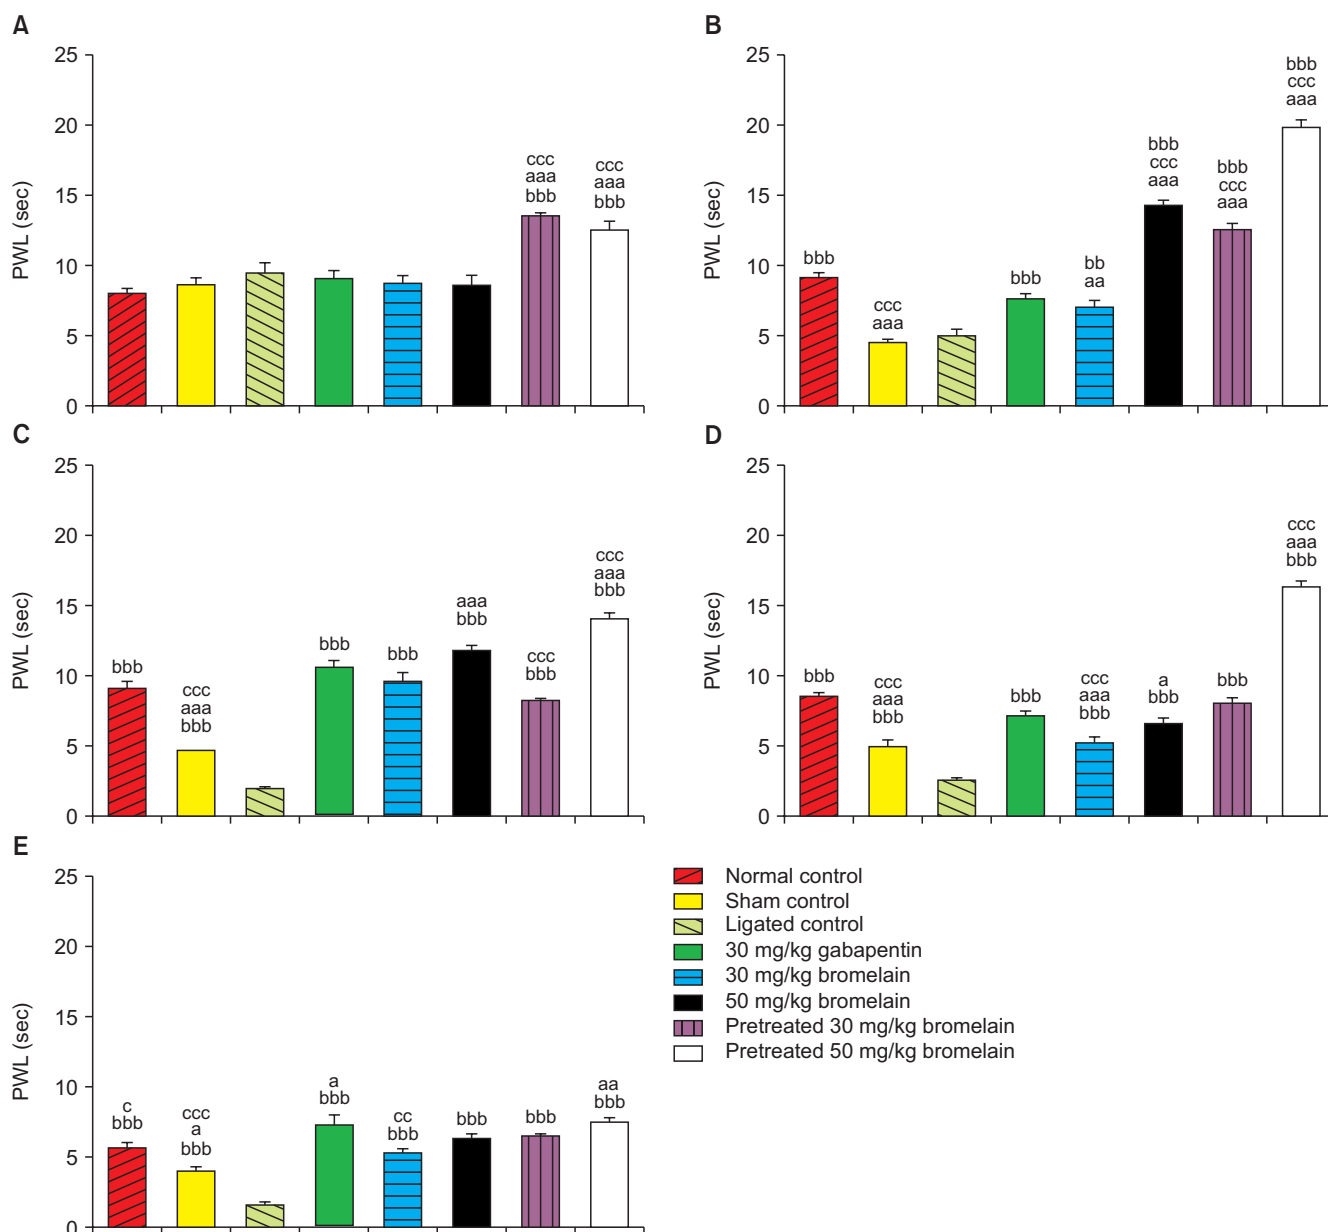 A
25
20
15
10
5
0
PWL (sec)
ccc
aaa
bbb
ccc
aaa
bbb
B
25
20
15
10
5
0
PWL (sec)
bbb
ccc
aaa
bbb
bb
aa
bbb
ccc
aaa
bbb
ccc
aaa
bbb
ccc
aaa
C
25
20
15
10
5
0
PWL (sec)
bbb
ccc
aaa
bbb
bbb
bbb
aaa
bbb
ccc
bbb
ccc
aaa
bbb
D
25
20
15
10
5
0
PWL (sec)
bbb
ccc
aaa
bbb
bbb
ccc
aaa
bbb
a
bbb
bbb
ccc
aaa
bbb
E
25
20
15
10
5
0
PWL (sec)
c
bbb
ccc
a
bbb
a
bbb
cc
bbb
bbb
bbb
aa
bbb
Normal control
Sham control
Ligated control
30 mg/kg gabapentin
30 mg/kg bromelain
50 mg/kg bromelain
Pretreated 30 mg/kg bromelain
Pretreated 50 mg/kg bromelain